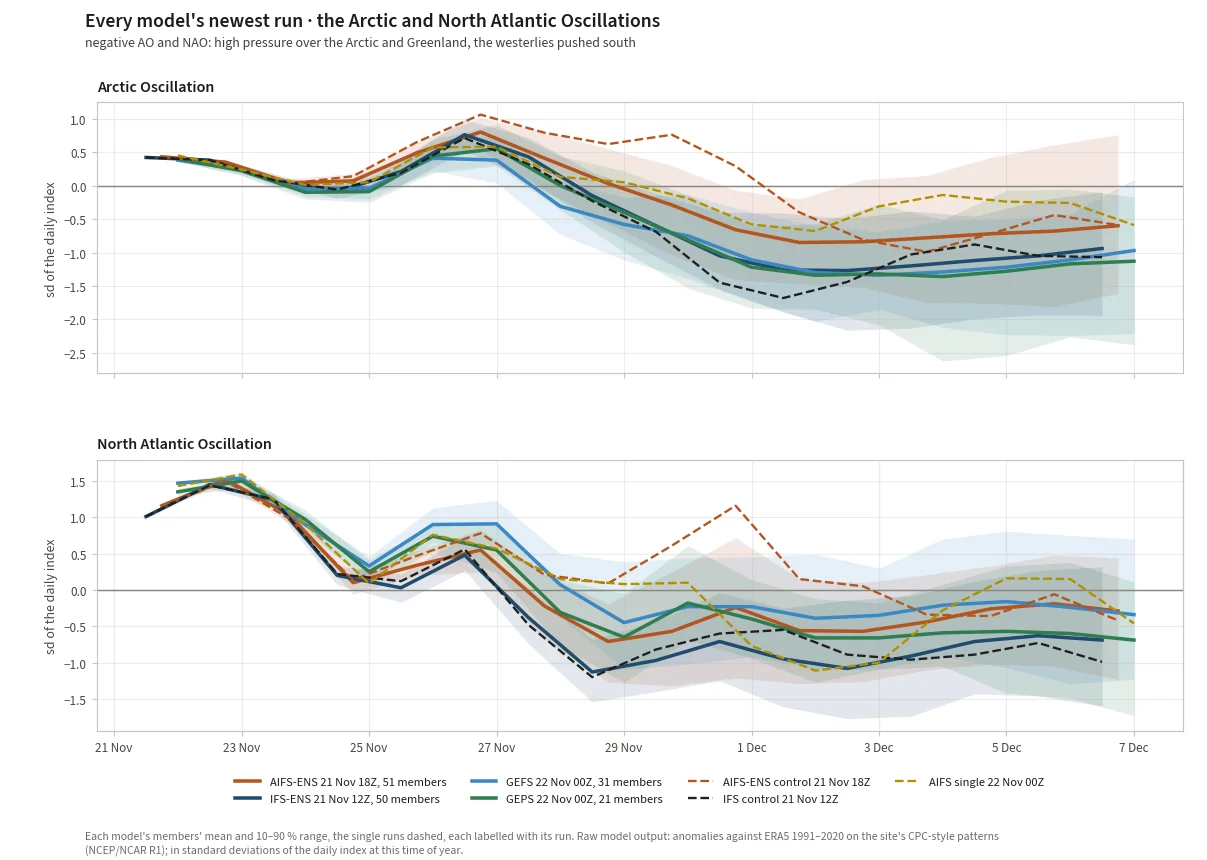 Every model's newest run · the Arctic and North Atlantic Oscillations
negative AO and NAO: high pressure over the Arctic and Greenland, the westerlies pushed south
Arctic Oscillation
sd of the daily index
1.0
0.5
0.0
−0.5
−1.0
−1.5
−2.0
−2.5
North Atlantic Oscillation
sd of the daily index
1.5
1.0
0.5
0.0
−0.5
−1.0
−1.5
21 Nov 23 Nov 25 Nov 27 Nov 29 Nov 1 Dec 3 Dec 5 Dec 7 Dec
AIFS-ENS 21 Nov 18Z, 51 members GEFS 22 Nov 00Z, 31 members AIFS-ENS control 21 Nov 18Z AIFS single 22 Nov 00Z
IFS-ENS 21 Nov 12Z, 50 members GEPS 22 Nov 00Z, 21 members IFS control 21 Nov 12Z
Each model's members' mean and 10–90 % range, the single runs dashed, each labelled with its run. Raw model output: anomalies against ERA5 1991–2020 on the site's CPC-style patterns
(NCEP/NCAR R1); in standard deviations of the daily index at this time of year.